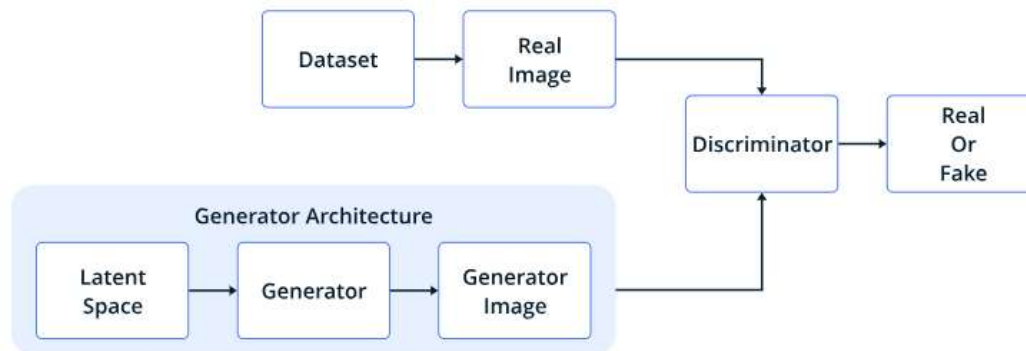 Dataset
Real
Image
Discriminator
Real
Or
Fake
Generator Architecture
Latent
Space
Generator
Generator
Image